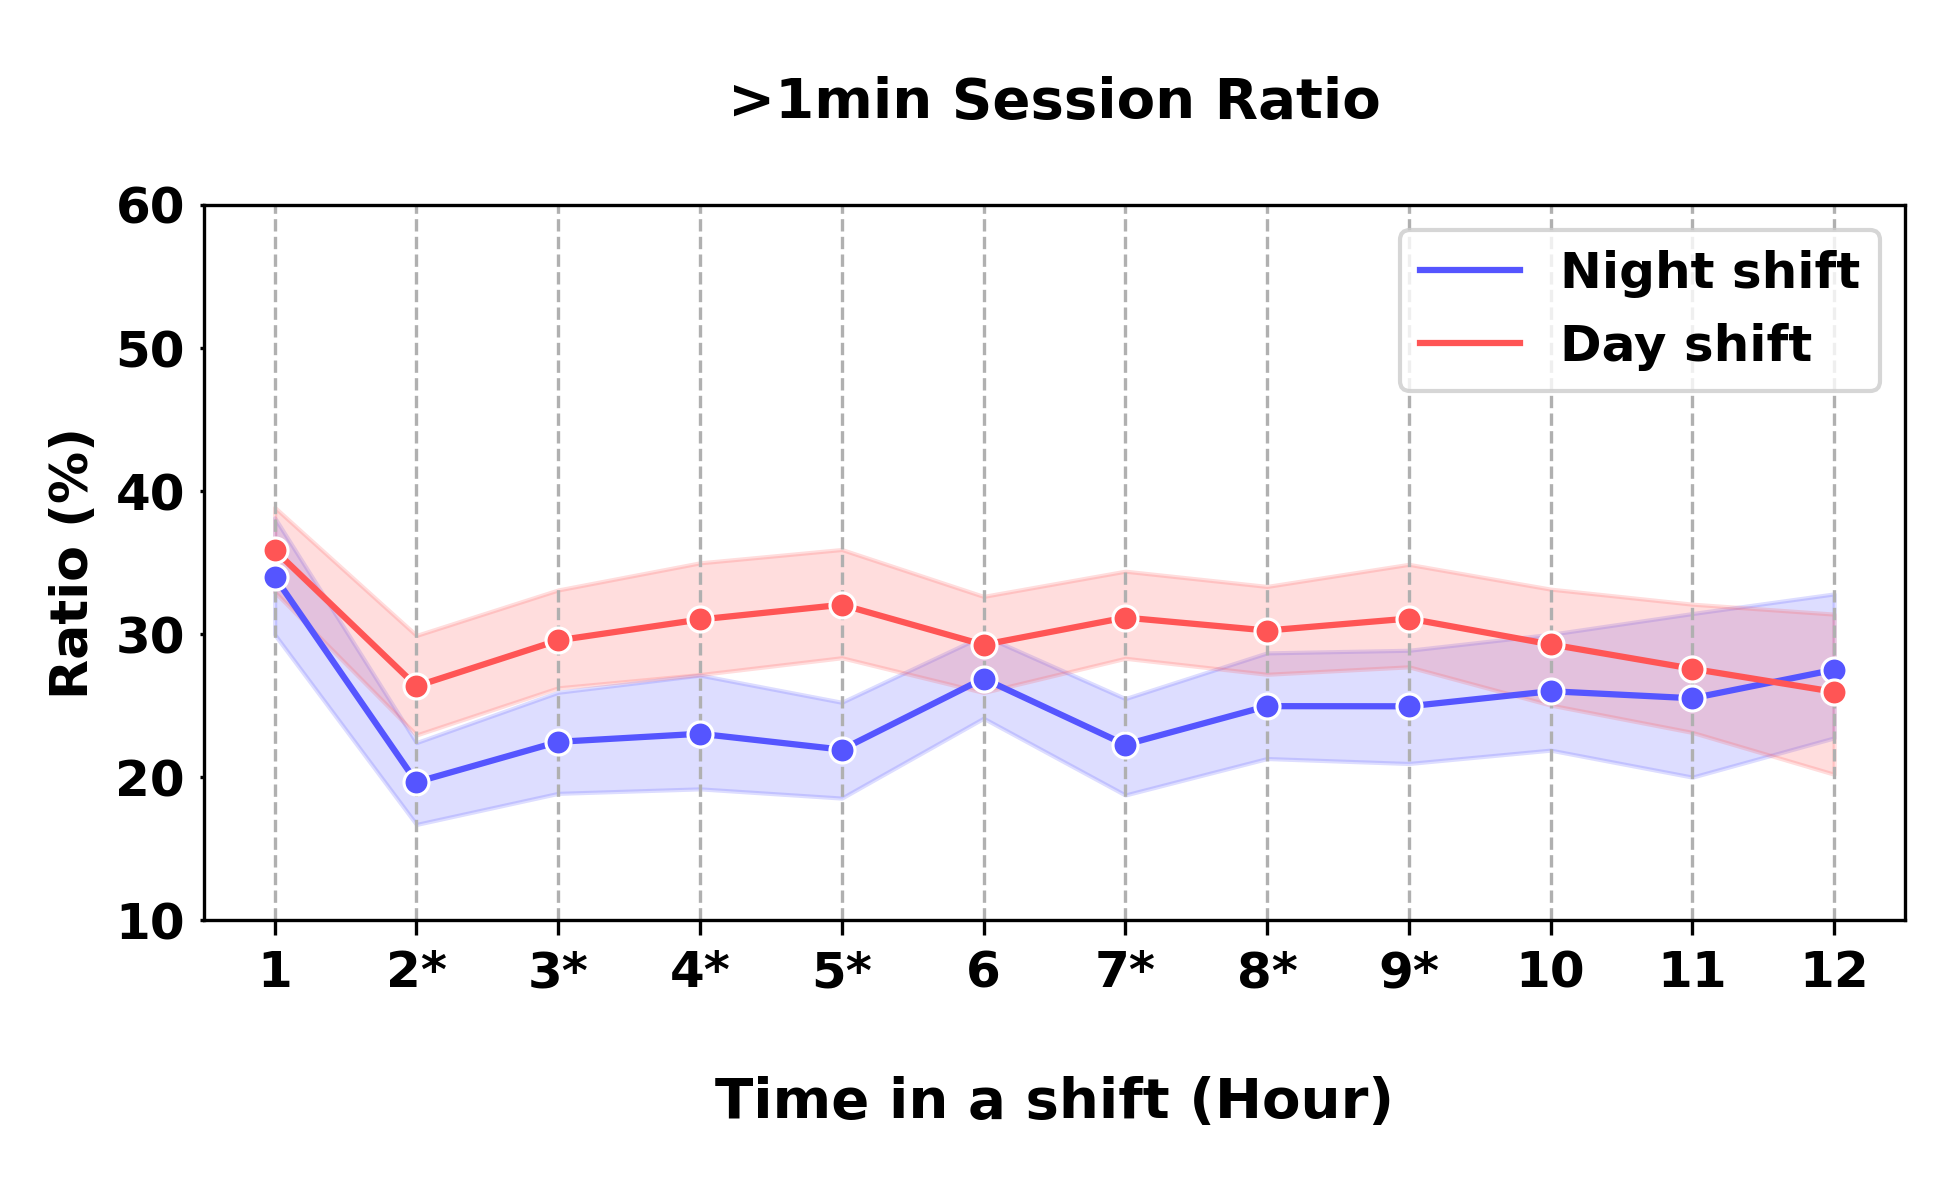 >1min Session Ratio
60
50
40
30
20
10
Ratio (%)
Night shift
Day shift
1 2* 3* 4* 5* 6 7* 8* 9* 10 11 12
Time in a shift (Hour)